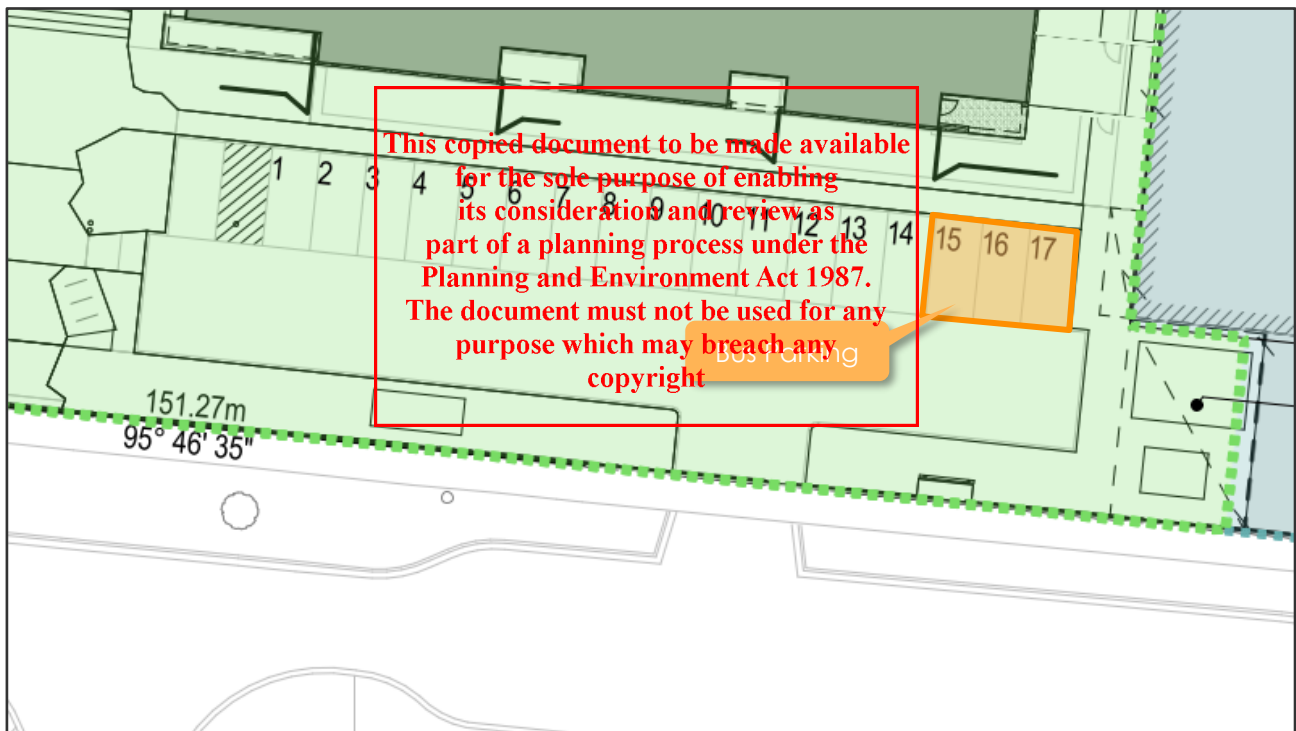 This copied document to be made available
for the sole purpose of enabling
its consideration and review as
part of a planning process under the
Planning and Environment Act 1987.
The document must not be used for any
purpose which may breach any
copyright
1 2 3 4 5 6 7 8 9 10 11 12 13 14 15 16 17
Bus Parking
151.27m
95° 46' 35"